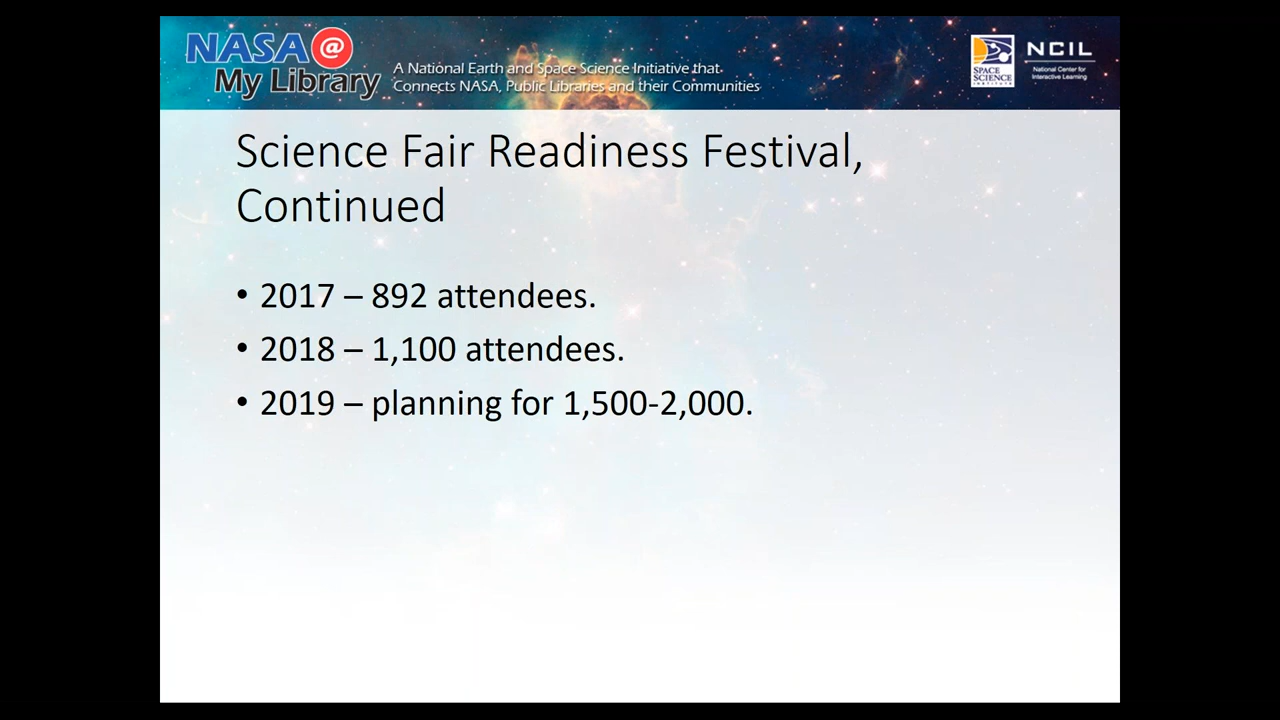 NASA @
My Library
A National Earth and Space Science Initiative that
Connects NASA, Public Libraries and their Communities
SPACE
SCIENCE
INSTITUTE
NCIL
National Center for
Interactive Learning
Science Fair Readiness Festival,
Continued
• 2017 – 892 attendees.
• 2018 – 1,100 attendees.
• 2019 – planning for 1,500-2,000.